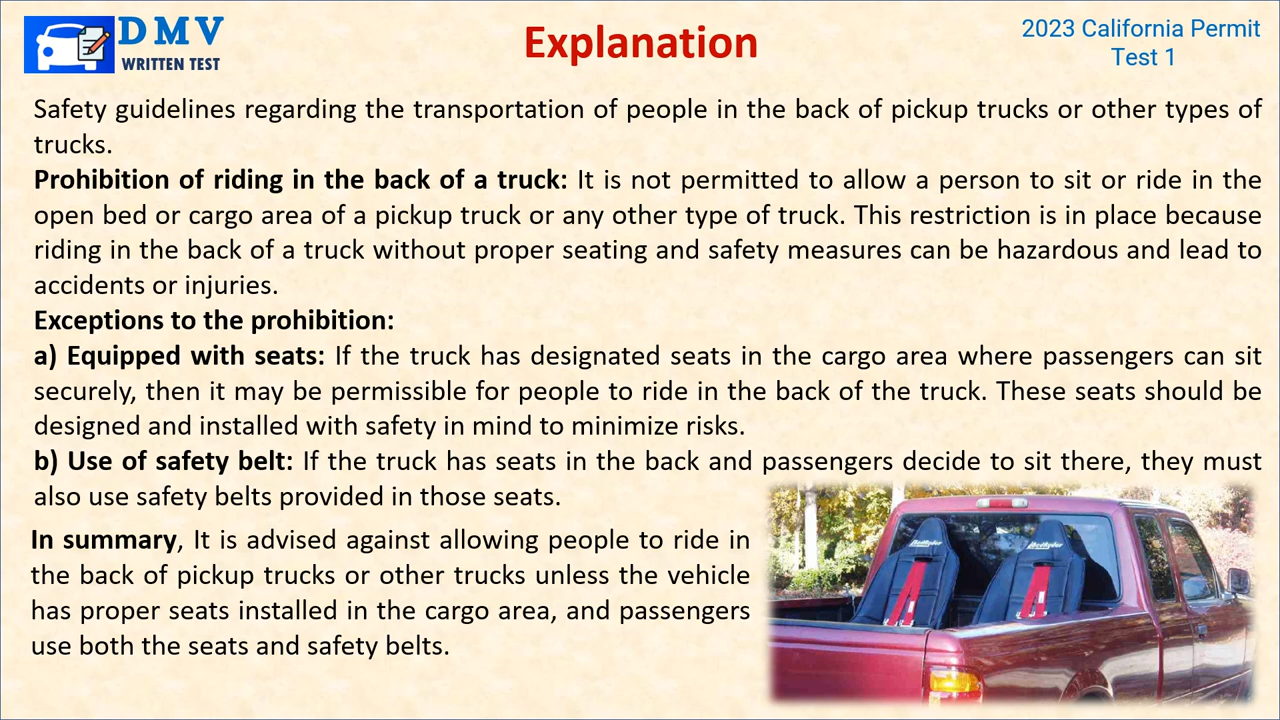 DMV
WRITTEN TEST
Explanation
2023 California Permit
Test 1
Safety guidelines regarding the transportation of people in the back of pickup trucks or other types of
trucks.
Prohibition of riding in the back of a truck: It is not permitted to allow a person to sit or ride in the
open bed or cargo area of a pickup truck or any other type of truck. This restriction is in place because
riding in the back of a truck without proper seating and safety measures can be hazardous and lead to
accidents or injuries.
Exceptions to the prohibition:
a) Equipped with seats: If the truck has designated seats in the cargo area where passengers can sit
securely, then it may be permissible for people to ride in the back of the truck. These seats should be
designed and installed with safety in mind to minimize risks.
b) Use of safety belt: If the truck has seats in the back and passengers decide to sit there, they must
also use safety belts provided in those seats.
In summary, It is advised against allowing people to ride in
the back of pickup trucks or other trucks unless the vehicle
has proper seats installed in the cargo area, and passengers
use both the seats and safety belts.